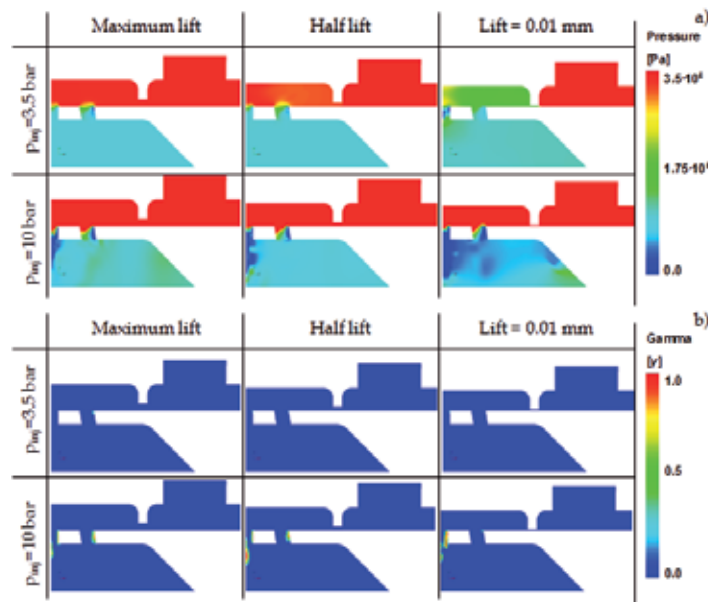 Maximum lift
Half lift
Lift = 0.01 mm
a)
Pressure
[Pa]
3.5·10
1.75·10
0.0
Pinj=3.5 bar
Pinj=10 bar
Maximum lift
Half lift
Lift = 0.01 mm
b)
Gamma
[γ]
1.0
0.5
0.0
Pinj=3.5 bar
Pinj=10 bar